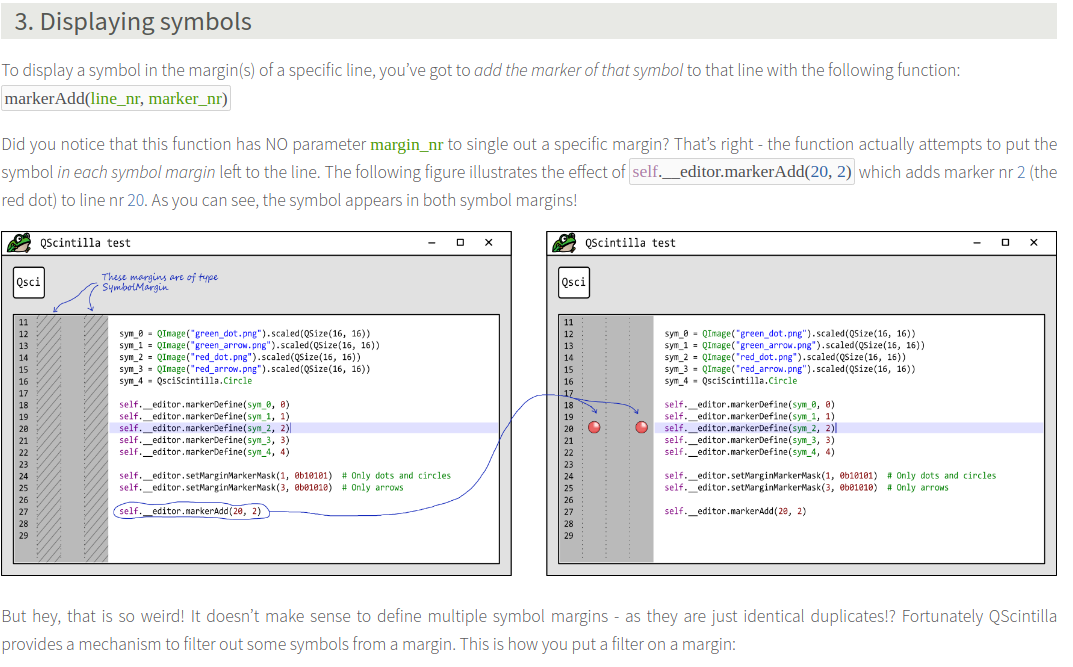 3. Displaying symbols
To display a symbol in the margin(s) of a specific line, you've got to add the marker of that symbol to that line with the following function:
markerAdd(line_nr, marker_nr)
Did you notice that this function has NO parameter margin_nr to single out a specific margin? That's right - the function actually attempts to put the
symbol in each symbol margin left to the line. The following figure illustrates the effect of self.__editor.markerAdd(20, 2) which adds marker nr 2 (the
red dot) to line nr 20. As you can see, the symbol appears in both symbol margins!
QScintilla test
Qsci
These margins are of type
SymbolMargin
11
12 sym_0 = QImage("green_dot.png").scaled(QSize(16, 16))
13 sym_1 = QImage("green_arrow.png").scaled(QSize(16, 16))
14 sym_2 = QImage("red_dot.png").scaled(QSize(16, 16))
15 sym_3 = QImage("red_arrow.png").scaled(QSize(16, 16))
16 sym_4 = QsciScintilla.Circle
17
18 self.__editor.markerDefine(sym_0, 0)
19 self.__editor.markerDefine(sym_1, 1)
20 self.__editor.markerDefine(sym_2, 2)
21 self.__editor.markerDefine(sym_3, 3)
22 self.__editor.markerDefine(sym_4, 4)
23
24 self.__editor.setMarginMarkerMask(1, 0b10101) # Only dots and circles
25 self.__editor.setMarginMarkerMask(3, 0b01010) # Only arrows
26
27 self.__editor.markerAdd(20, 2)
28
29
QScintilla test
Qsci
11
12 sym_0 = QImage("green_dot.png").scaled(QSize(16, 16))
13 sym_1 = QImage("green_arrow.png").scaled(QSize(16, 16))
14 sym_2 = QImage("red_dot.png").scaled(QSize(16, 16))
15 sym_3 = QImage("red_arrow.png").scaled(QSize(16, 16))
16 sym_4 = QsciScintilla.Circle
17
18 self.__editor.markerDefine(sym_0, 0)
19 self.__editor.markerDefine(sym_1, 1)
20 self.__editor.markerDefine(sym_2, 2)
21 self.__editor.markerDefine(sym_3, 3)
22 self.__editor.markerDefine(sym_4, 4)
23
24 self.__editor.setMarginMarkerMask(1, 0b10101) # Only dots and circles
25 self.__editor.setMarginMarkerMask(3, 0b01010) # Only arrows
26
27 self.__editor.markerAdd(20, 2)
28
29
But hey, that is so weird! It doesn't make sense to define multiple symbol margins - as they are just identical duplicates!? Fortunately QScintilla
provides a mechanism to filter out some symbols from a margin. This is how you put a filter on a margin: